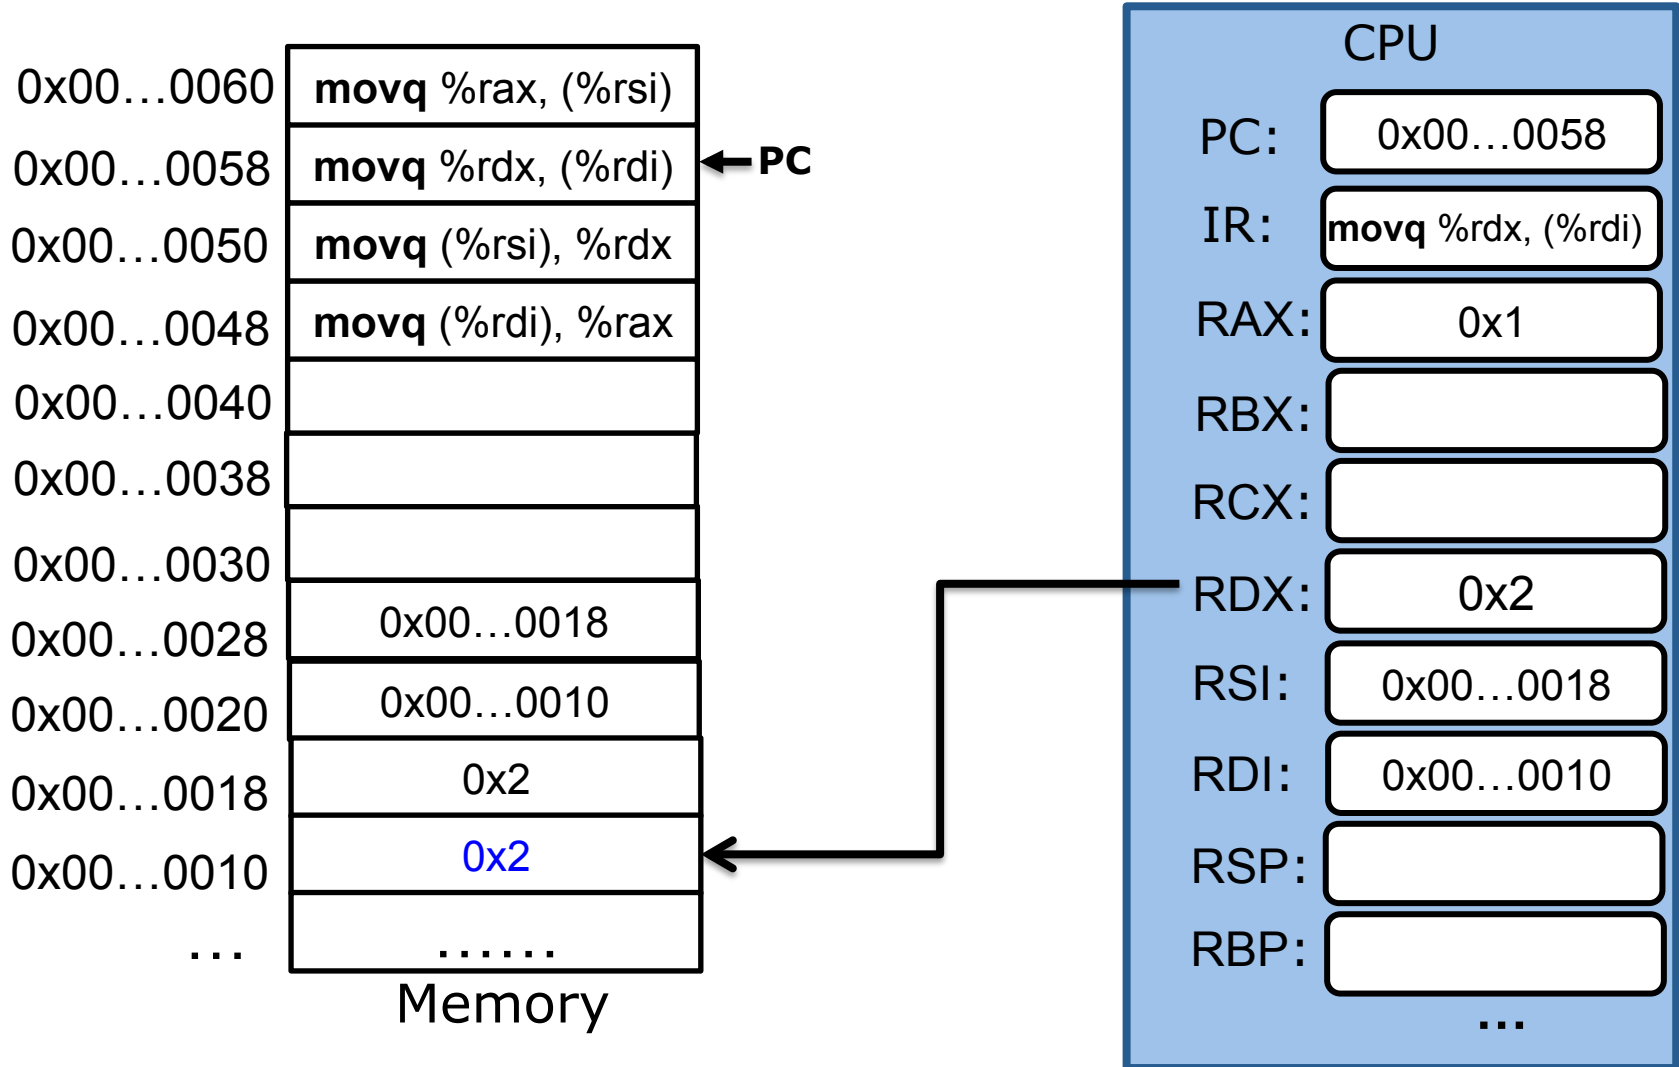 0x00…0060 movq %rax, (%rsi)
0x00…0058 movq %rdx, (%rdi) PC
0x00…0050 movq (%rsi), %rdx
0x00…0048 movq (%rdi), %rax
0x00…0040
0x00…0038
0x00…0030
0x00…0028 0x00…0018
0x00…0020 0x00…0010
0x00…0018 0x2
0x00…0010 0x2
… ……
Memory
CPU
PC: 0x00…0058
IR: movq %rdx, (%rdi)
RAX: 0x1
RBX:
RCX:
RDX: 0x2
RSI: 0x00…0018
RDI: 0x00…0010
RSP:
RBP:
…